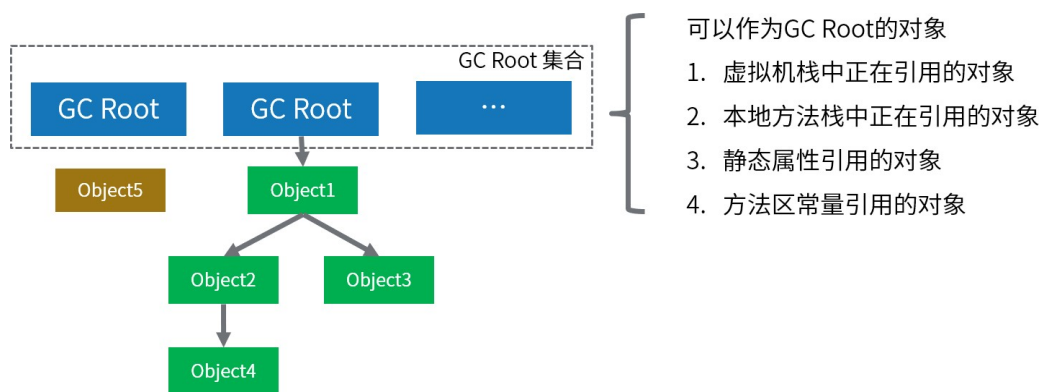 GC Root 集合
GC Root
GC Root
...
Object5
Object1
Object2
Object3
Object4
可以作为GC Root的对象
1. 虚拟机栈中正在引用的对象
2. 本地方法栈中正在引用的对象
3. 静态属性引用的对象
4. 方法区常量引用的对象